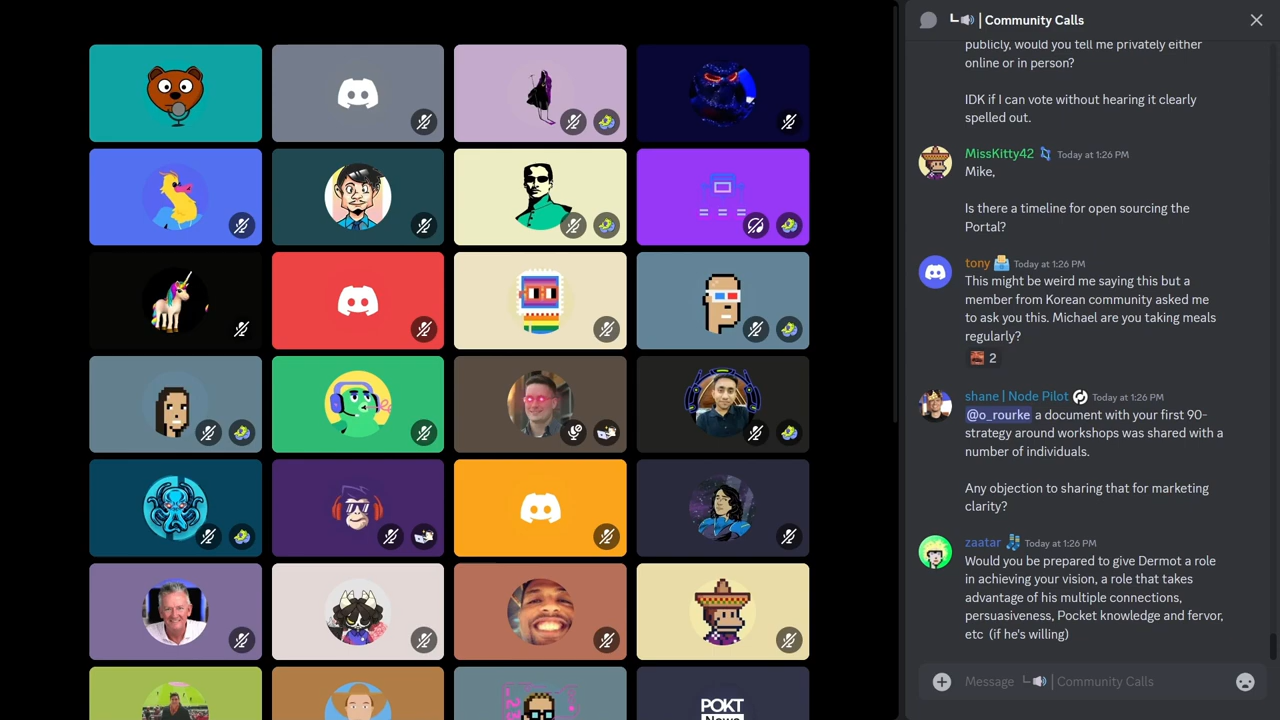 ┗🔊 | Community Calls
publicly, would you tell me privately either
online or in person?
IDK if I can vote without hearing it clearly
spelled out.
MissKitty42 Today at 1:26 PM
Mike,
Is there a timeline for open sourcing the
Portal?
tony Today at 1:26 PM
This might be weird me saying this but a
member from Korean community asked me
to ask you this. Michael are you taking meals
regularly?
2
shane | Node Pilot Today at 1:26 PM
@o_rourke a document with your first 90-
strategy around workshops was shared with a
number of individuals.
Any objection to sharing that for marketing
clarity?
zaatar Today at 1:26 PM
Would you be prepared to give Dermot a role
in achieving your vision, a role that takes
advantage of his multiple connections,
persuasiveness, Pocket knowledge and fervor,
etc (if he's willing)
Message ┗🔊 | Community Calls
POKT
News